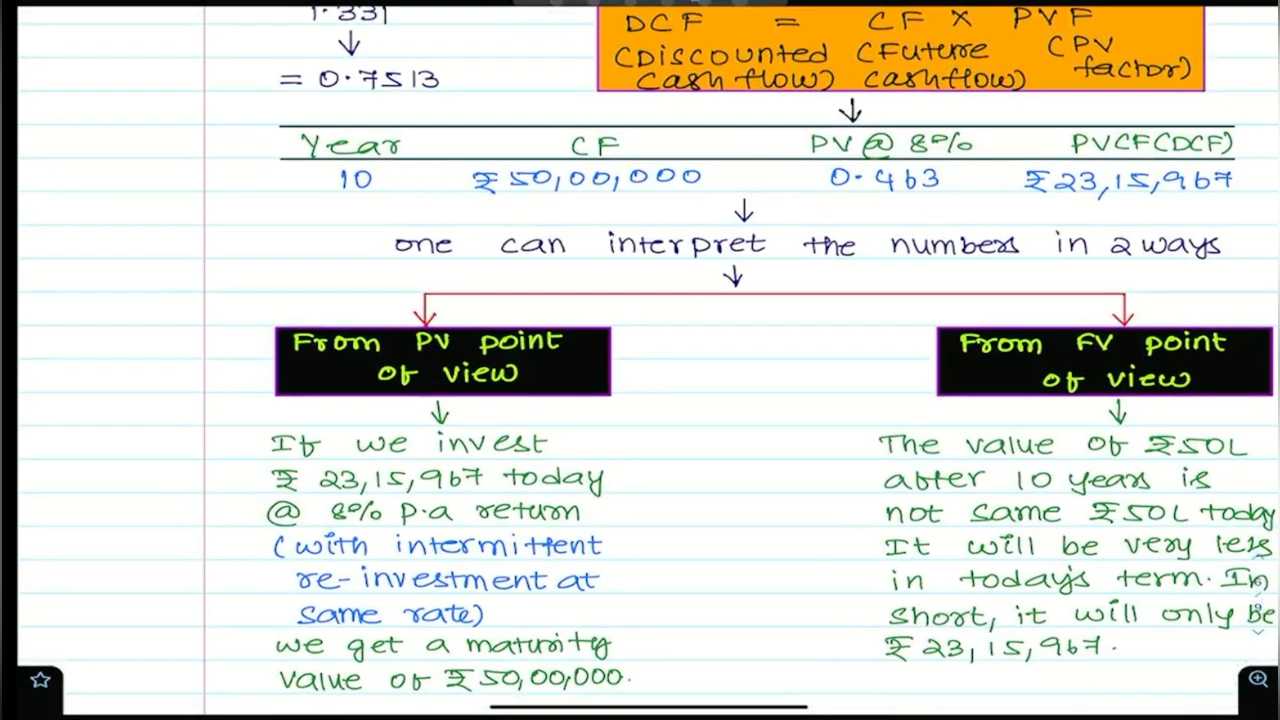 1.331
↓
= 0.7513
DCF = CF X PVF
(Discounted (Future (PV
cash flow) cashflow) factor)
↓
Year CF PV @ 8% PVCF(DCF)
10 ₹50,00,000 0.463 ₹23,15,967
↓
one can interpret the numbers in 2 ways
↓
From PV point
of view
↓
If we invest
₹ 23,15,967 today
@ 8% P.a return
(with intermittent
re-investment at
same rate)
we get a maturity
value of ₹50,00,000.
From FV point
of view
↓
The value of ₹50L
after 10 years is
not same ₹50L today
It will be very less
in today's term. In
short, it will only be
₹23,15,967.